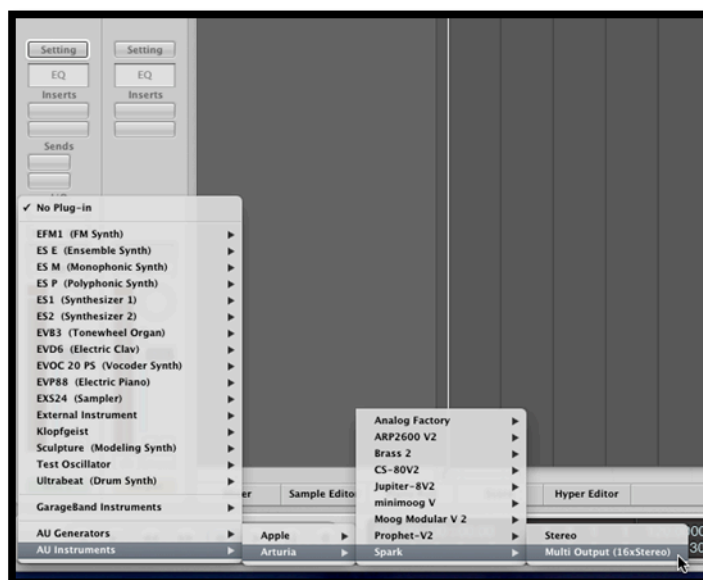 Setting Setting
EQ EQ
Inserts Inserts
Sends
✓ No Plug-in
EFM1 (FM Synth)
ES E (Ensemble Synth)
ES M (Monophonic Synth)
ES P (Polyphonic Synth)
ES1 (Synthesizer 1)
ES2 (Synthesizer 2)
EVB3 (Tonewheel Organ)
EVD6 (Electric Clav)
EVOC 20 PS (Vocoder Synth)
EVP88 (Electric Piano)
EXS24 (Sampler)
External Instrument
Klopfgeist
Sculpture (Modeling Synth)
Test Oscillator
Ultrabeat (Drum Synth)
GarageBand Instruments
AU Generators
AU Instruments
Apple
Arturia
Analog Factory
ARP2600 V2
Brass 2
CS-80V2
Jupiter-8V2
minimoog V
Moog Modular V 2
Prophet-V2
Spark
Stereo
Multi Output (16xStereo)
Sample Edito
Hyper Editor